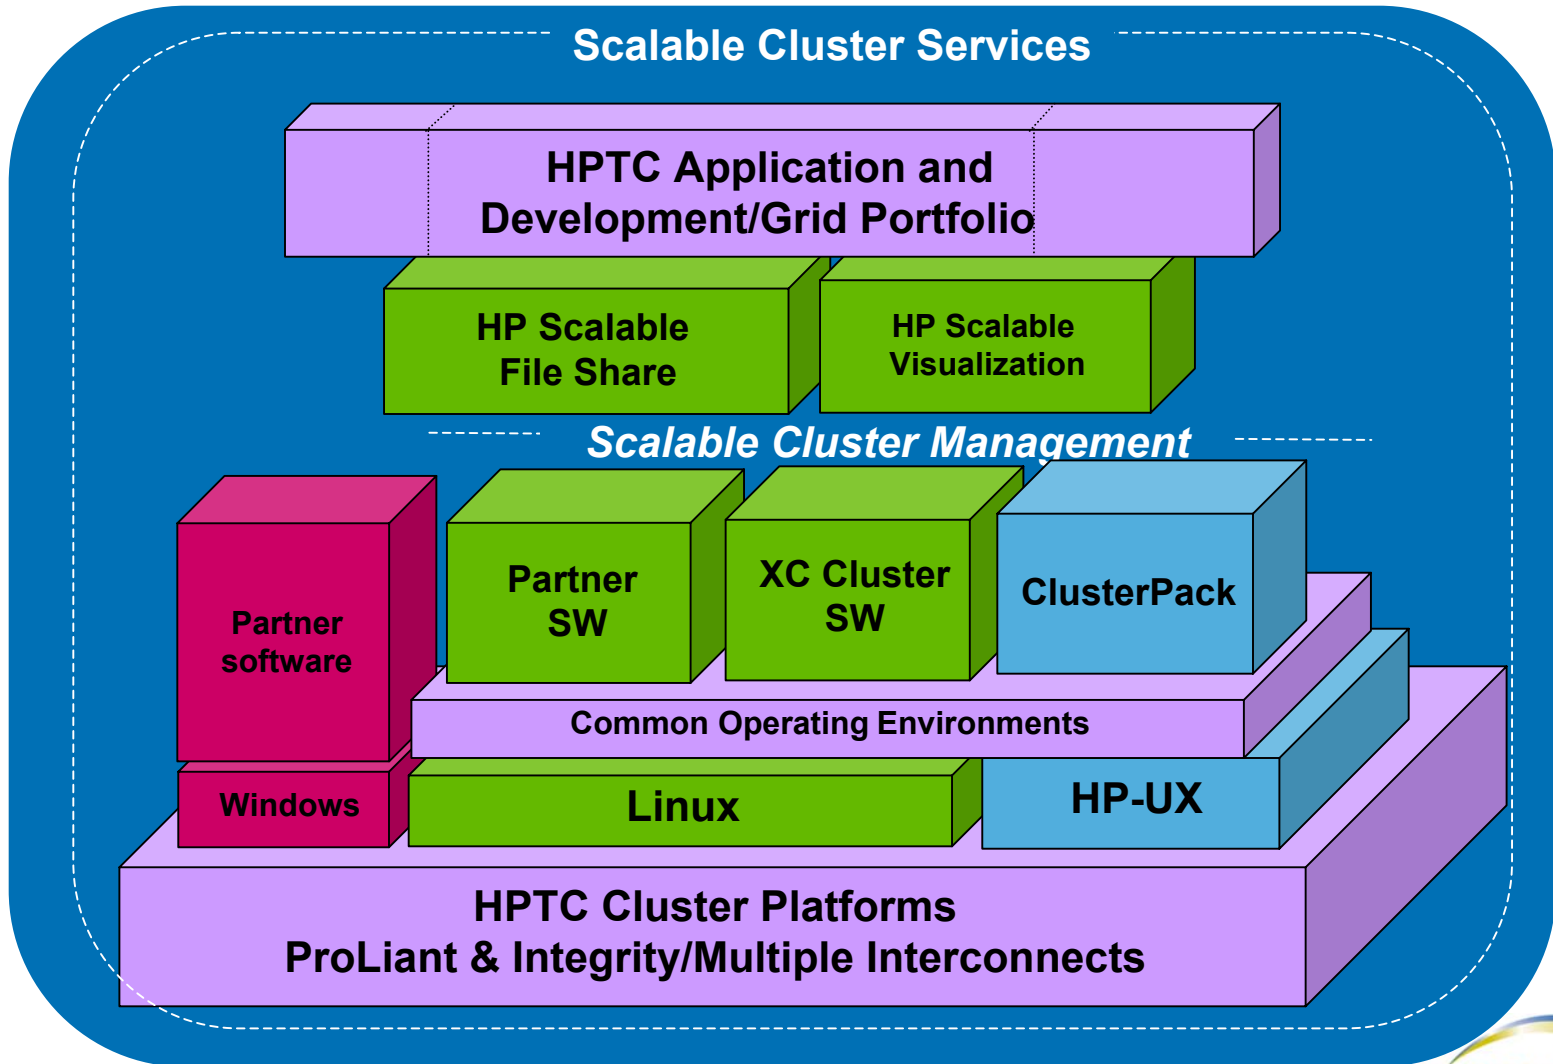 Scalable Cluster Services
HPTC Application and
Development/Grid Portfolio
HP Scalable
File Share
HP Scalable
Visualization
Scalable Cluster Management
Partner
software
Partner
SW
XC Cluster
SW
ClusterPack
Common Operating Environments
Windows
Linux
HP-UX
HPTC Cluster Platforms
ProLiant & Integrity/Multiple Interconnects